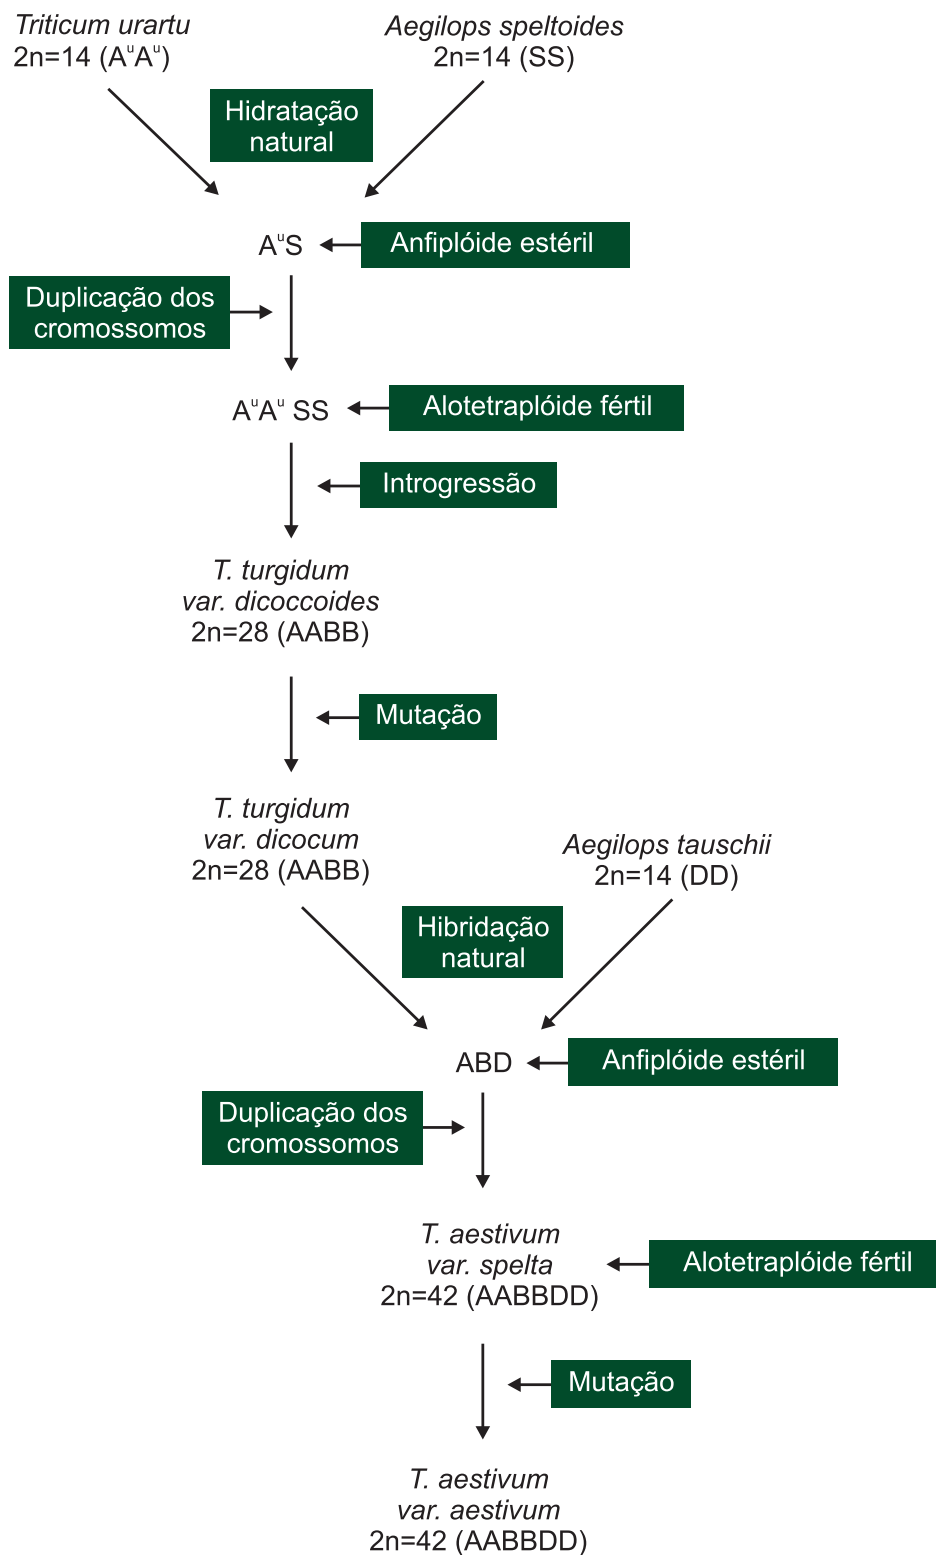 Triticum urartu
2n=14 (AᵘAᵘ)
Aegilops speltoides
2n=14 (SS)
Hidratação
natural
AᵘS
Anfiplóide estéril
Duplicação dos
cromossomos
AᵘAᵘ SS
Alotetraplóide fértil
Introgressão
T. turgidum
var. dicoccoides
2n=28 (AABB)
Mutação
T. turgidum
var. dicocum
2n=28 (AABB)
Aegilops tauschii
2n=14 (DD)
Hibridação
natural
ABD
Anfiplóide estéril
Duplicação dos
cromossomos
T. aestivum
var. spelta
2n=42 (AABBDD)
Alotetraplóide fértil
Mutação
T. aestivum
var. aestivum
2n=42 (AABBDD)